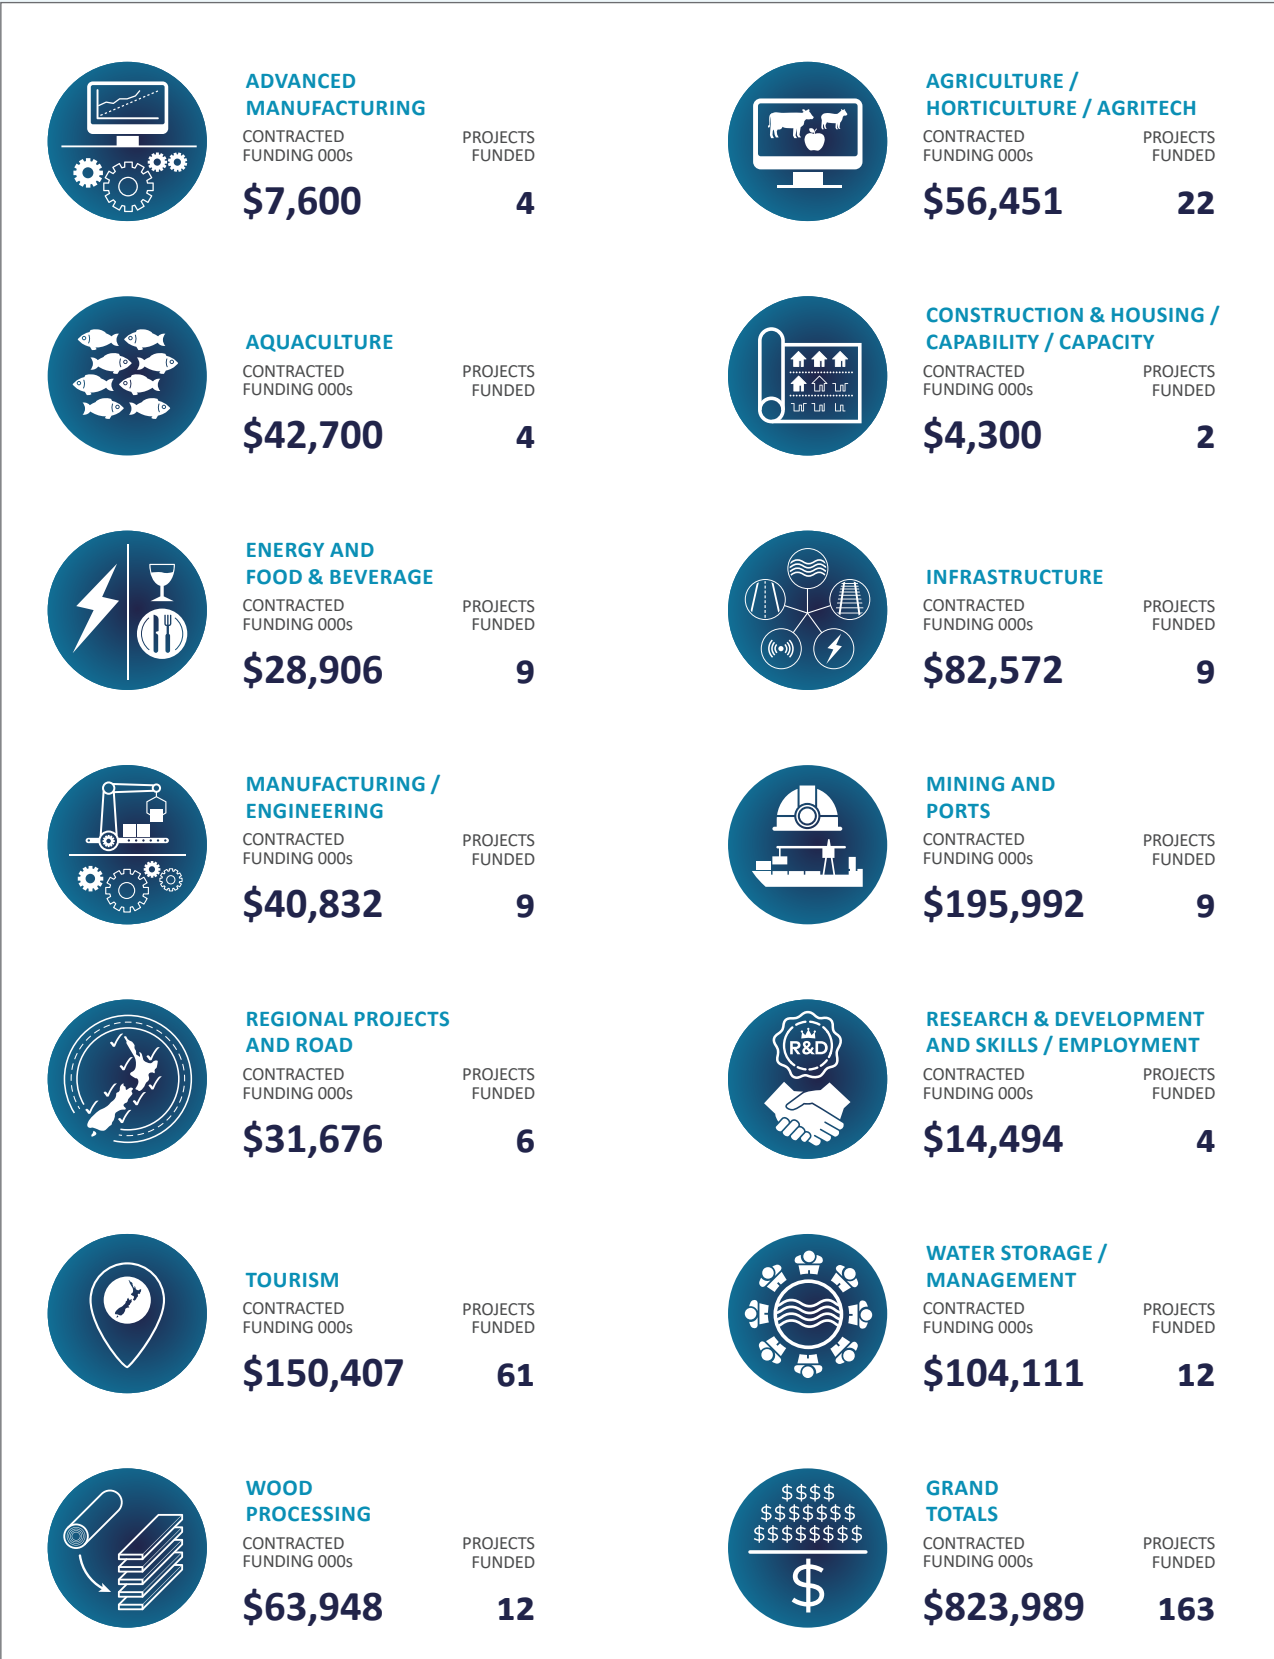 ADVANCED
MANUFACTURING
CONTRACTED
FUNDING 000s
PROJECTS
FUNDED
$7,600
4
AGRICULTURE /
HORTICULTURE / AGRITECH
CONTRACTED
FUNDING 000s
PROJECTS
FUNDED
$56,451
22
AQUACULTURE
CONTRACTED
FUNDING 000s
PROJECTS
FUNDED
$42,700
4
CONSTRUCTION & HOUSING /
CAPABILITY / CAPACITY
CONTRACTED
FUNDING 000s
PROJECTS
FUNDED
$4,300
2
ENERGY AND
FOOD & BEVERAGE
CONTRACTED
FUNDING 000s
PROJECTS
FUNDED
$28,906
9
INFRASTRUCTURE
CONTRACTED
FUNDING 000s
PROJECTS
FUNDED
$82,572
9
MANUFACTURING /
ENGINEERING
CONTRACTED
FUNDING 000s
PROJECTS
FUNDED
$40,832
9
MINING AND
PORTS
CONTRACTED
FUNDING 000s
PROJECTS
FUNDED
$195,992
9
REGIONAL PROJECTS
AND ROAD
CONTRACTED
FUNDING 000s
PROJECTS
FUNDED
$31,676
6
R&D
RESEARCH & DEVELOPMENT
AND SKILLS / EMPLOYMENT
CONTRACTED
FUNDING 000s
PROJECTS
FUNDED
$14,494
4
TOURISM
CONTRACTED
FUNDING 000s
PROJECTS
FUNDED
$150,407
61
WATER STORAGE /
MANAGEMENT
CONTRACTED
FUNDING 000s
PROJECTS
FUNDED
$104,111
12
WOOD
PROCESSING
CONTRACTED
FUNDING 000s
PROJECTS
FUNDED
$63,948
12
$$$$
$$$$$$$
$$$$$$$$
$
GRAND
TOTALS
CONTRACTED
FUNDING 000s
PROJECTS
FUNDED
$823,989
163